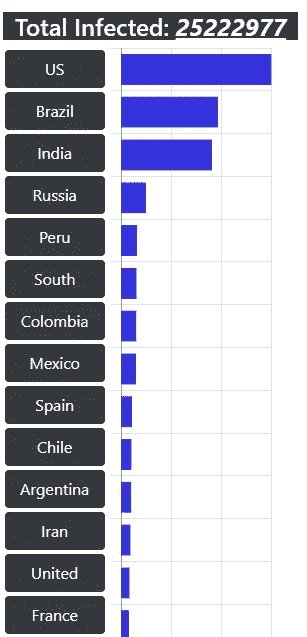 Total Infected: 25222977
US
Brazil
India
Russia
Peru
South
Colombia
Mexico
Spain
Chile
Argentina
Iran
United
France